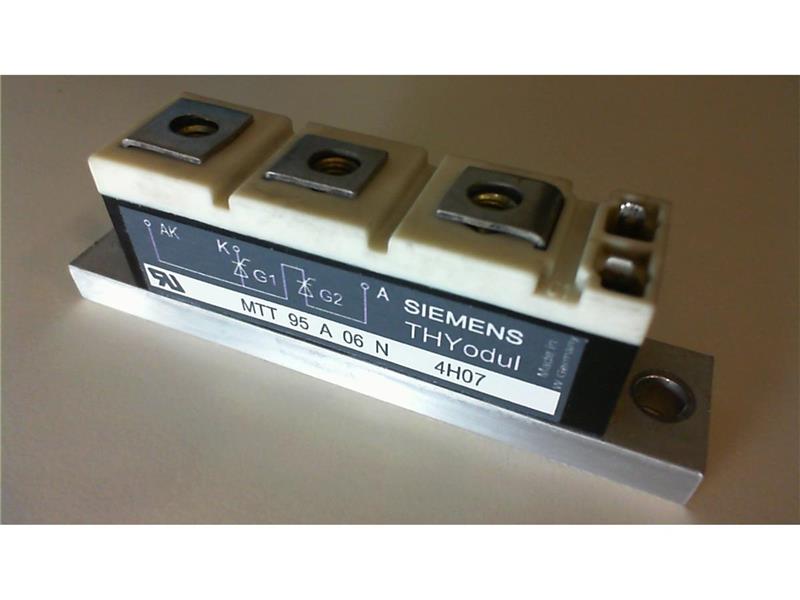 AK
K
G1
G2
A
SIEMENS
THYodul
MTT 95 A 06 N
4H07
Made in
W Germany